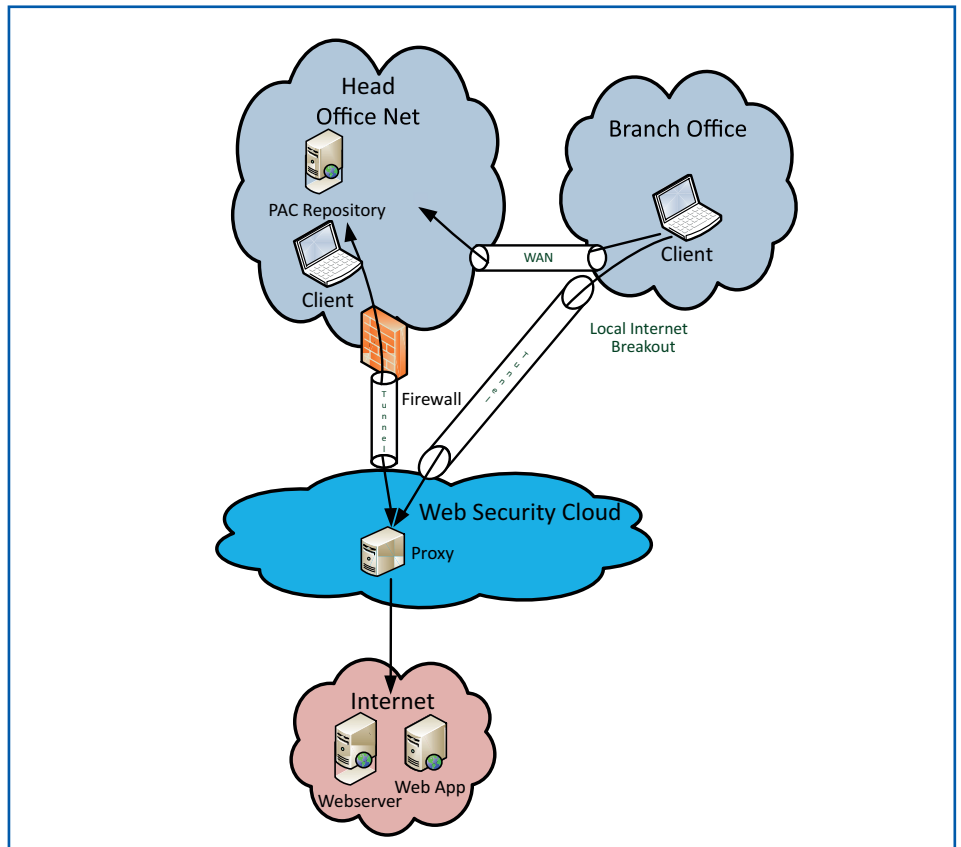 Head
Office Net
PAC Repository
Client
Branch Office
Client
WAN
Local Internet
Breakout
Tunnel
Firewall
Tunnel
Web Security Cloud
Proxy
Internet
Webserver
Web App